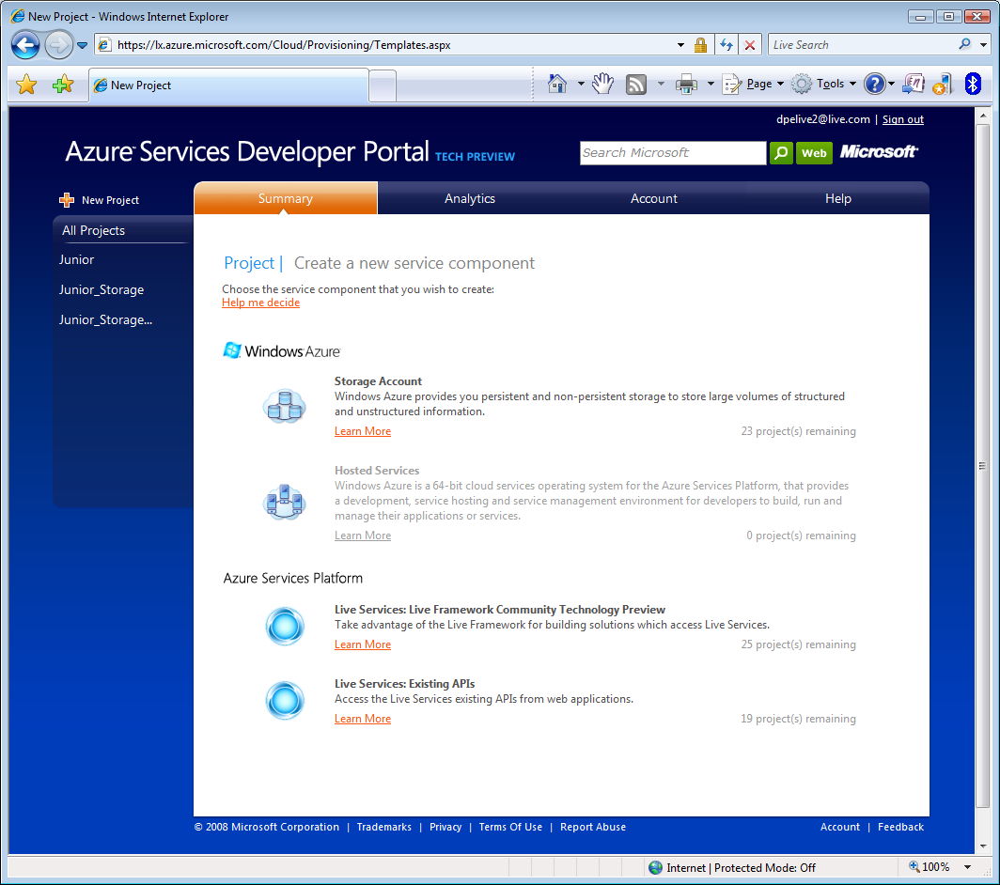 New Project - Windows Internet Explorer
https://lx.azure.microsoft.com/Cloud/Provisioning/Templates.aspx
Live Search
New Project
Page
Tools
dpelive2@live.com | Sign out
Azure Services Developer Portal TECH PREVIEW
Search Microsoft
Web
Microsoft
New Project
Summary
Analytics
Account
Help
All Projects
Junior
Junior_Storage
Junior_Storage...
Project | Create a new service component
Choose the service component that you wish to create:
Help me decide
Windows Azure
Storage Account
Windows Azure provides you persistent and non-persistent storage to store large volumes of structured
and unstructured information.
Learn More
23 project(s) remaining
Hosted Services
Windows Azure is a 64-bit cloud services operating system for the Azure Services Platform, that provides
a development, service hosting and service management environment for developers to build, run and
manage their applications or services.
Learn More
0 project(s) remaining
Azure Services Platform
Live Services: Live Framework Community Technology Preview
Take advantage of the Live Framework for building solutions which access Live Services.
Learn More
25 project(s) remaining
Live Services: Existing APIs
Access the Live Services existing APIs from web applications.
Learn More
19 project(s) remaining
© 2008 Microsoft Corporation | Trademarks | Privacy | Terms Of Use | Report Abuse
Account | Feedback
Internet | Protected Mode: Off
100%